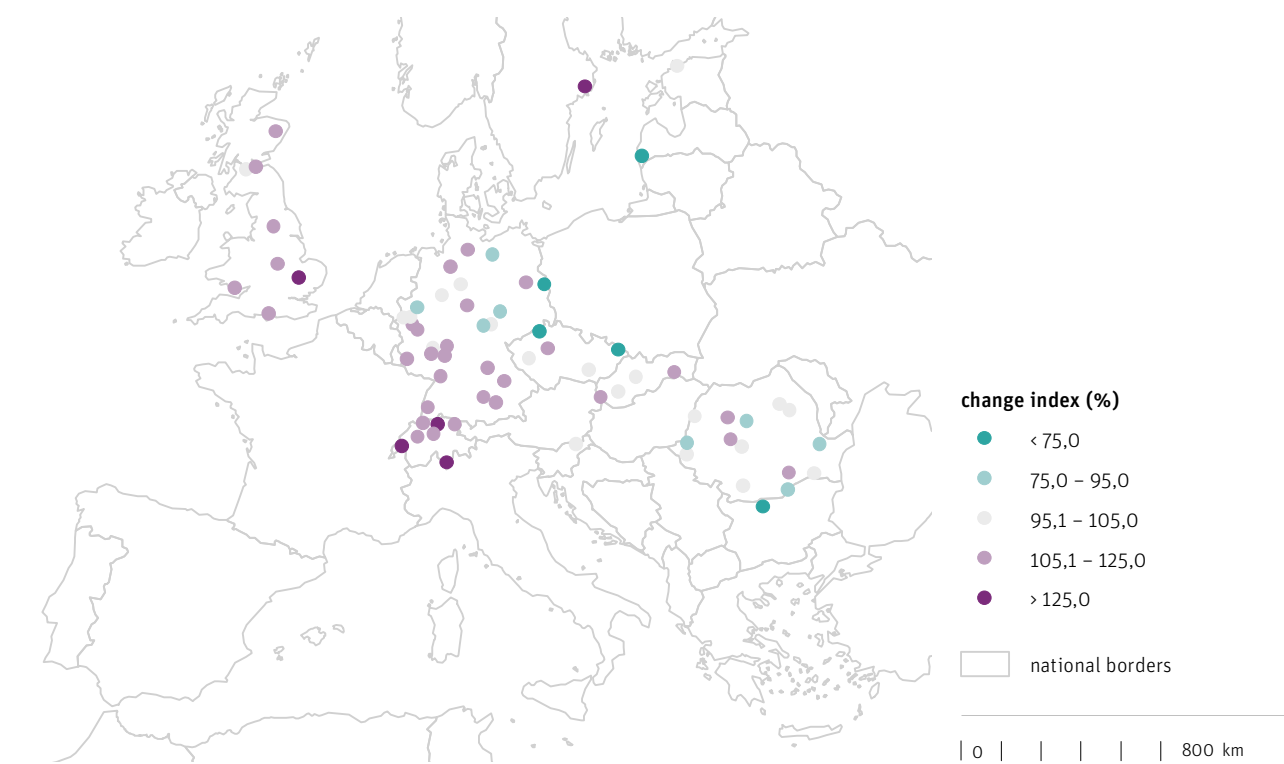 change index (%)
< 75,0
75,0 – 95,0
95,1 – 105,0
105,1 – 125,0
> 125,0
national borders
0 800 km